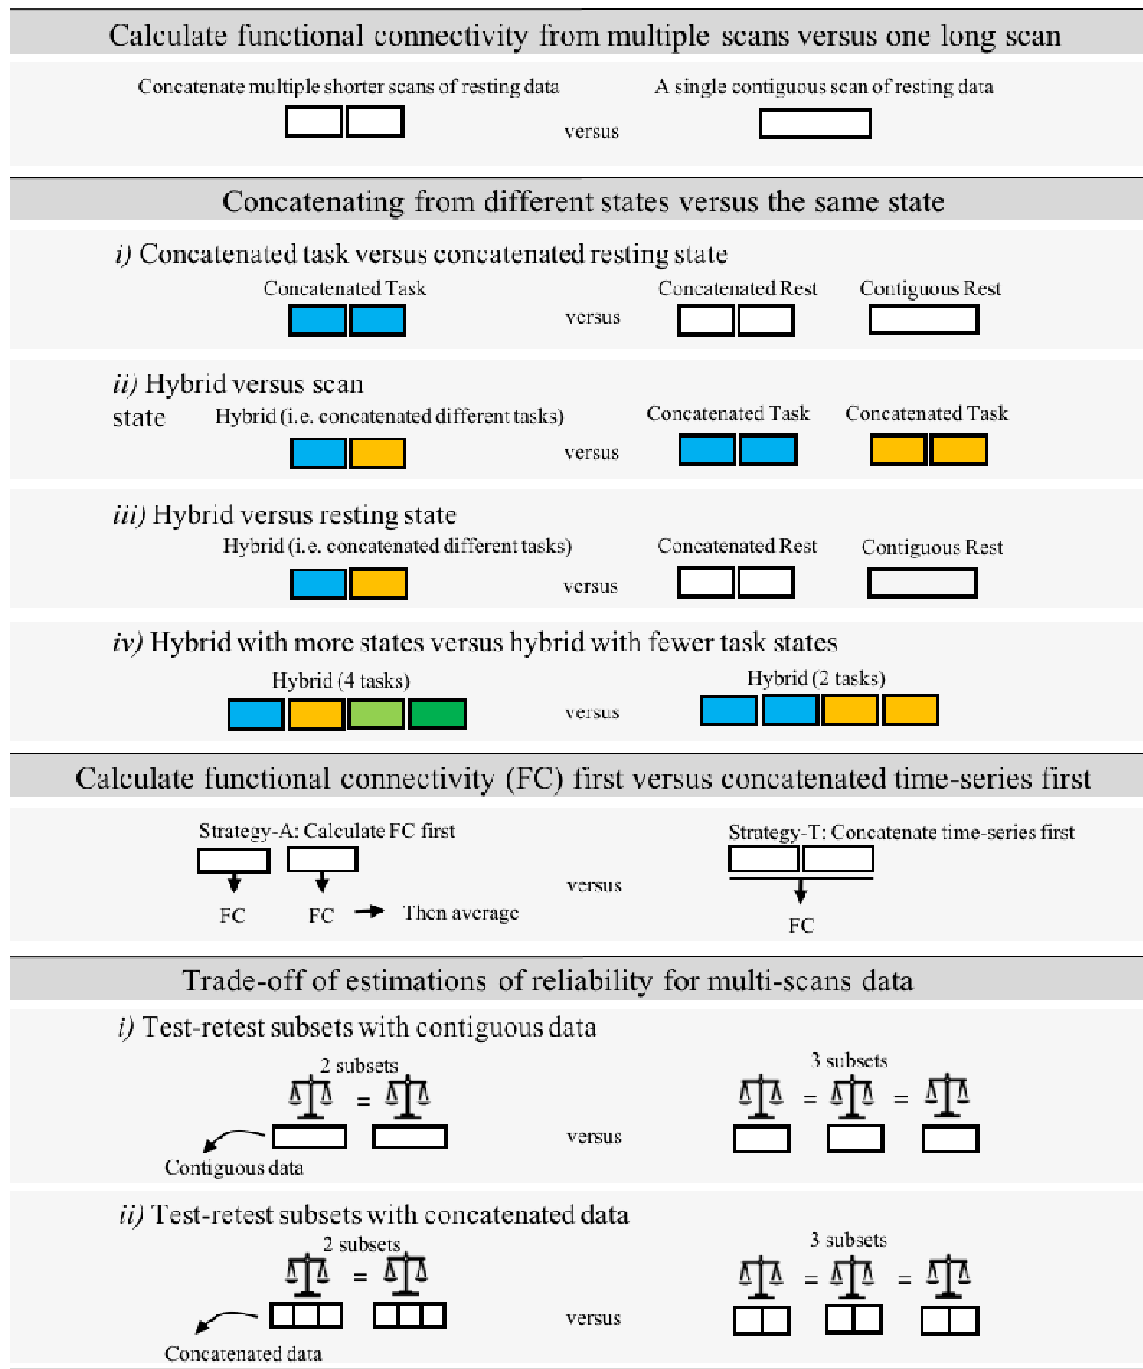 Calculate functional connectivity from multiple scans versus one long scan
Concatenate multiple shorter scans of resting data
A single contiguous scan of resting data
versus
Concatenating from different states versus the same state
i) Concatenated task versus concatenated resting state
Concatenated Task
versus
Concatenated Rest
Contiguous Rest
ii) Hybrid versus scan
state
Hybrid (i.e. concatenated different tasks)
versus
Concatenated Task
Concatenated Task
iii) Hybrid versus resting state
Hybrid (i.e. concatenated different tasks)
versus
Concatenated Rest
Contiguous Rest
iv) Hybrid with more states versus hybrid with fewer task states
Hybrid (4 tasks)
versus
Hybrid (2 tasks)
Calculate functional connectivity (FC) first versus concatenated time-series first
Strategy-A: Calculate FC first
FC
FC
Then average
versus
Strategy-T: Concatenate time-series first
FC
Trade-off of estimations of reliability for multi-scans data
i) Test-retest subsets with contiguous data
2 subsets
=
Contiguous data
versus
3 subsets
= =
ii) Test-retest subsets with concatenated data
2 subsets
=
Concatenated data
versus
3 subsets
= =